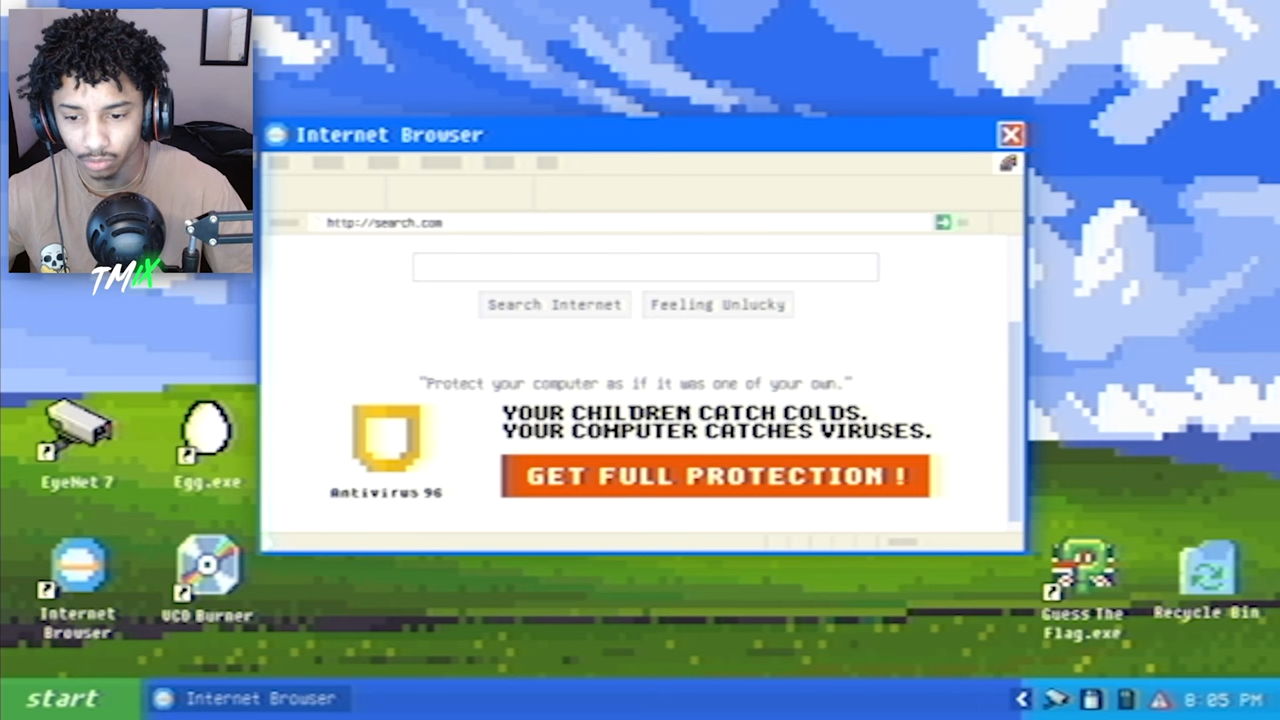 Internet Browser
http://search.com
TMIX
Search Internet
Feeling Unlucky
"Protect your computer as if it was one of your own."
YOUR CHILDREN CATCH COLDS.
YOUR COMPUTER CATCHES VIRUSES.
GET FULL PROTECTION !
Antivirus 96
EyeNet 7
Egg.exe
Internet
Browser
VCD Burner
Guess The
Flag.exe
Recycle Bin
start
Internet Browser
8:05 PM